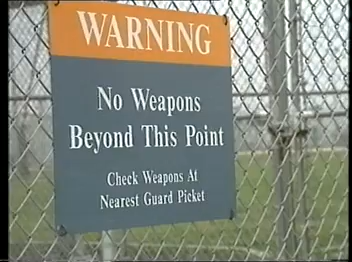 WARNING
No Weapons
Beyond This Point
Check Weapons At
Nearest Guard Picket